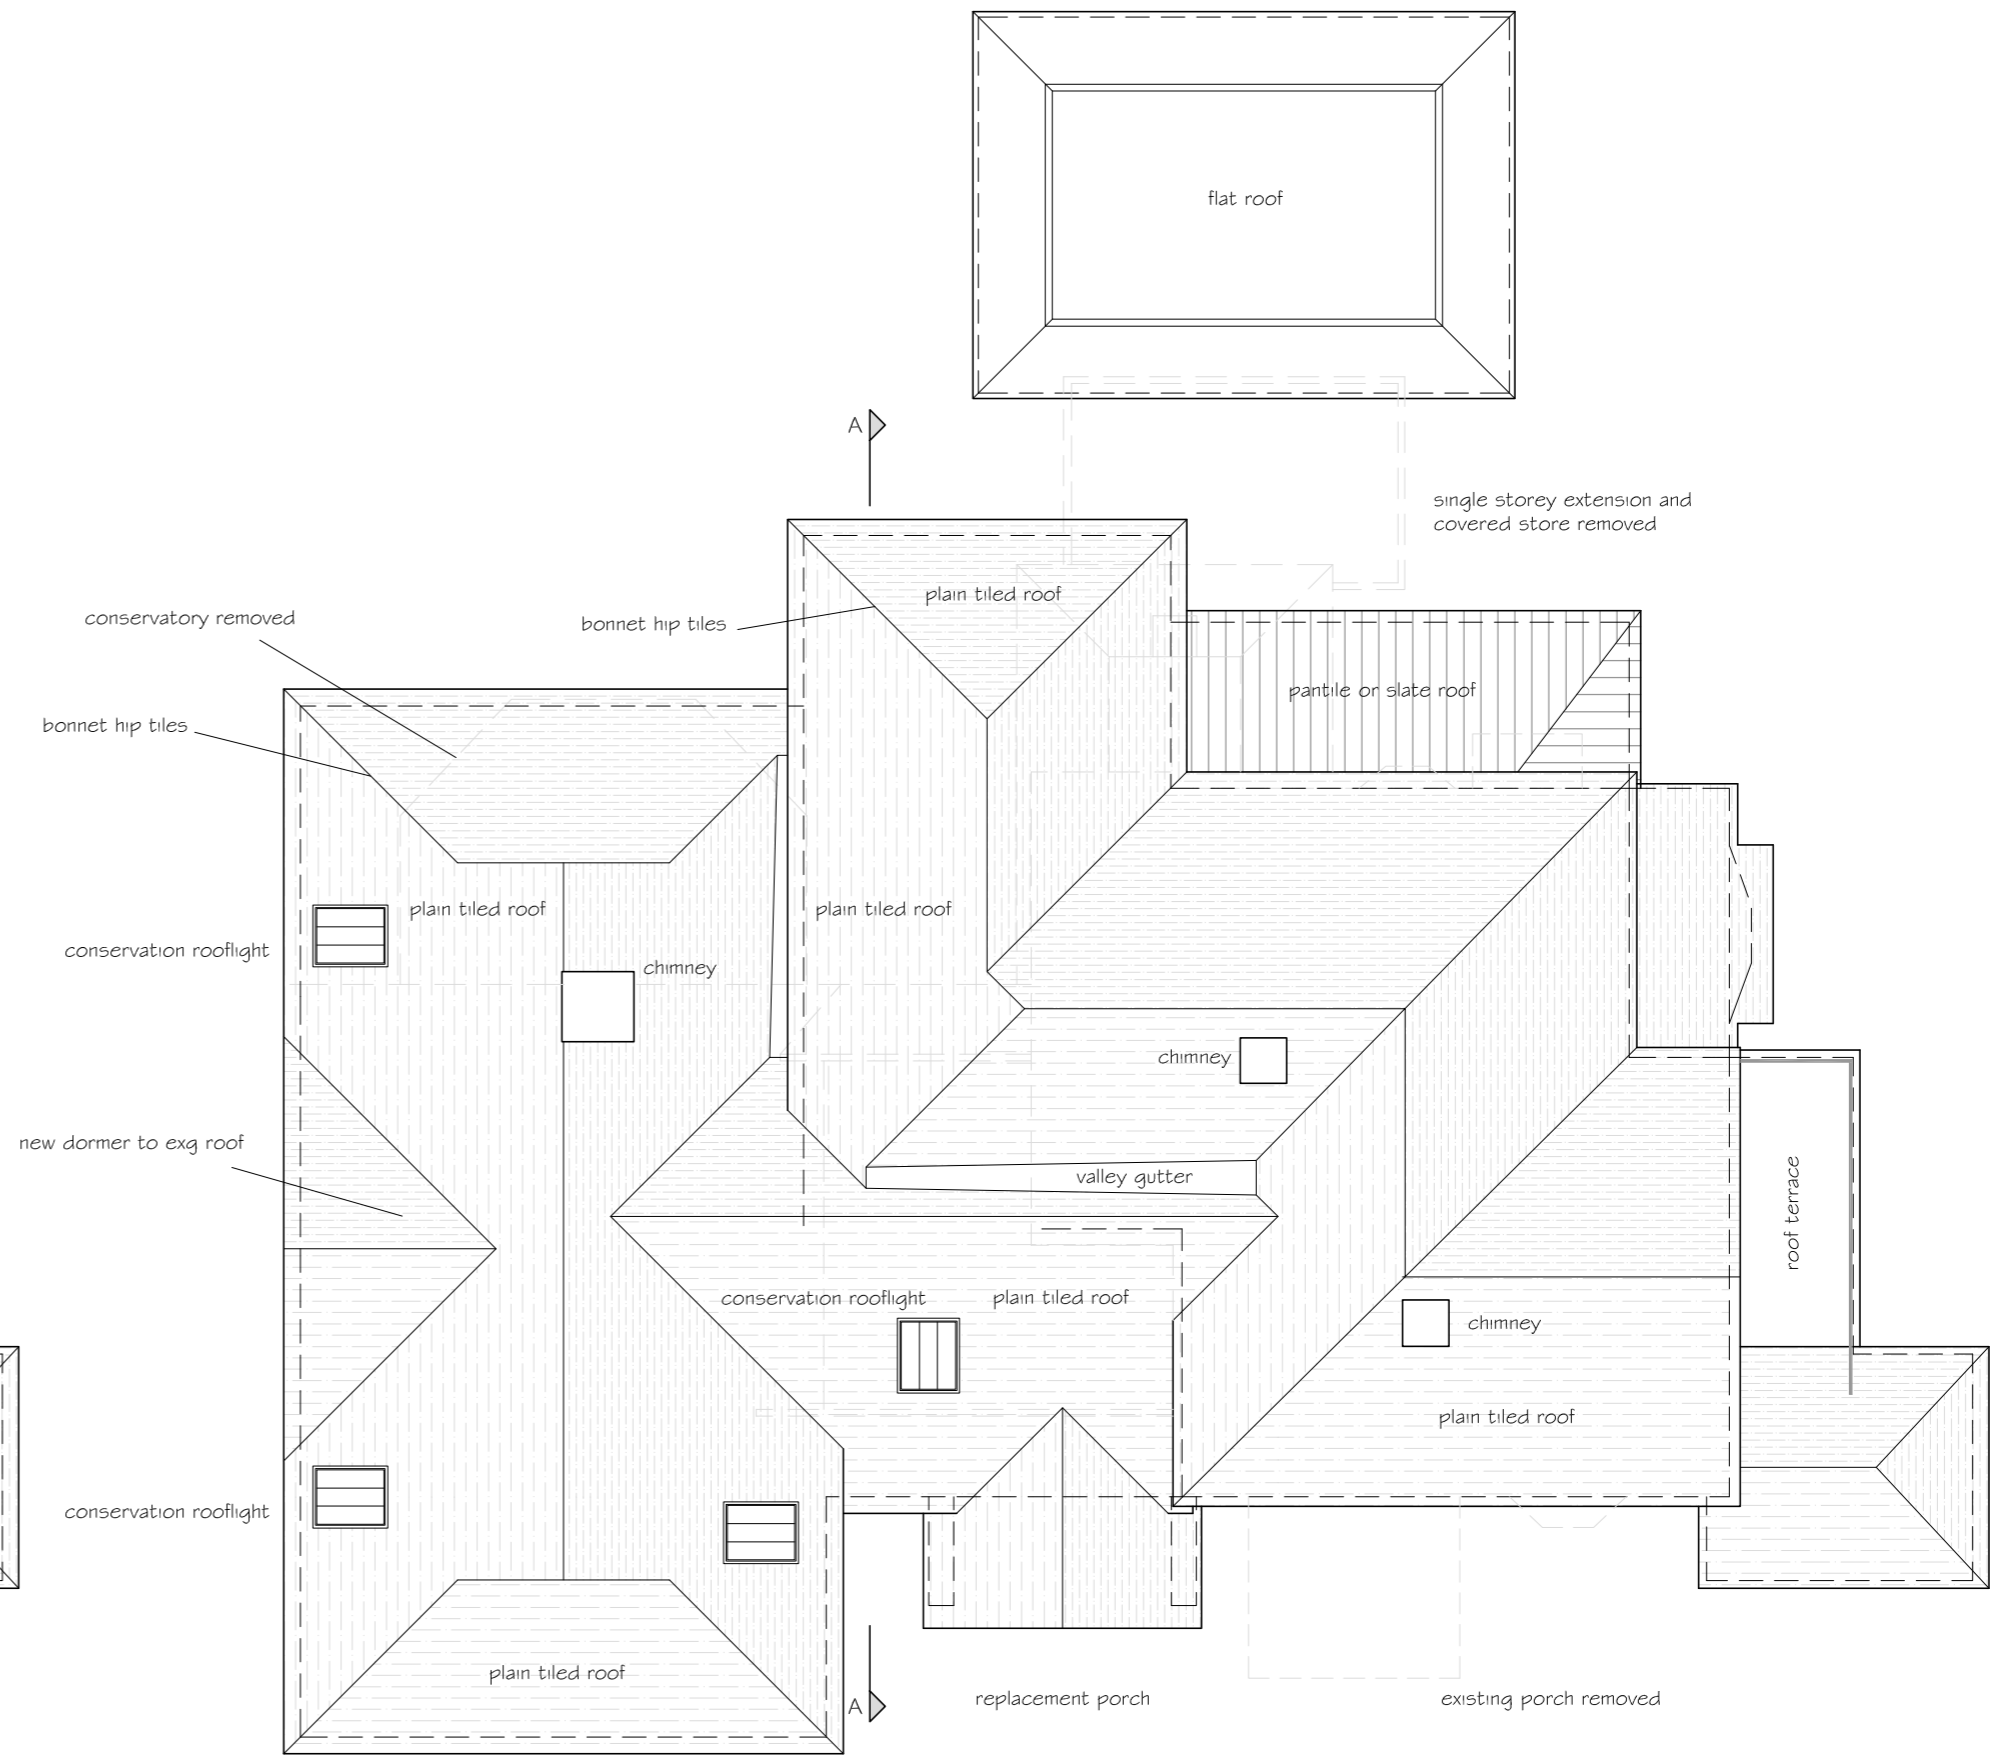 flat roof
A
single storey extension and
covered store removed
plain tiled roof
conservatory removed
bonnet hip tiles
pantile or slate roof
bonnet hip tiles
plain tiled roof
plain tiled roof
conservation rooflight
chimney
chimney
new dormer to exg roof
valley gutter
roof terrace
conservation rooflight
plain tiled roof
chimney
plain tiled roof
conservation rooflight
plain tiled roof
A
replacement porch
existing porch removed